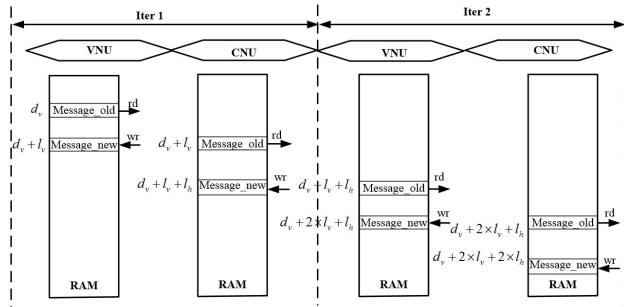 Iter 1
Iter 2
VNU
CNU
VNU
CNU
d_v Message_old rd
d_v + l_v Message_new wr
RAM
d_v + l_v Message_old rd
d_v + l_v + l_h Message_new wr
RAM
d_v + l_v + l_h Message_old rd
d_v + 2×l_v + l_h Message_new wr
RAM
d_v + 2×l_v + l_h Message_old rd
d_v + 2×l_v + 2×l_h Message_new wr
RAM